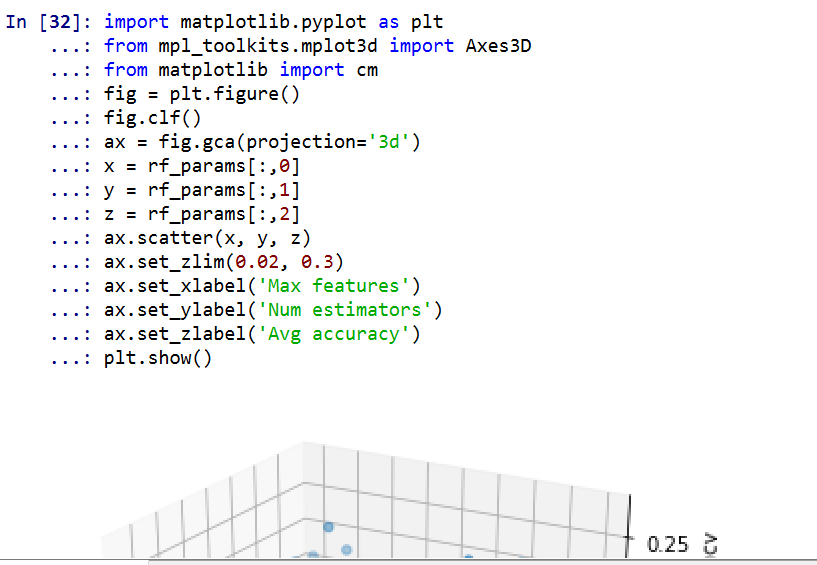 In [32]: import matplotlib.pyplot as plt
...: from mpl_toolkits.mplot3d import Axes3D
...: from matplotlib import cm
...: fig = plt.figure()
...: fig.clf()
...: ax = fig.gca(projection='3d')
...: x = rf_params[:,0]
...: y = rf_params[:,1]
...: z = rf_params[:,2]
...: ax.scatter(x, y, z)
...: ax.set_zlim(0.02, 0.3)
...: ax.set_xlabel('Max features')
...: ax.set_ylabel('Num estimators')
...: ax.set_zlabel('Avg accuracy')
...: plt.show()
0.25